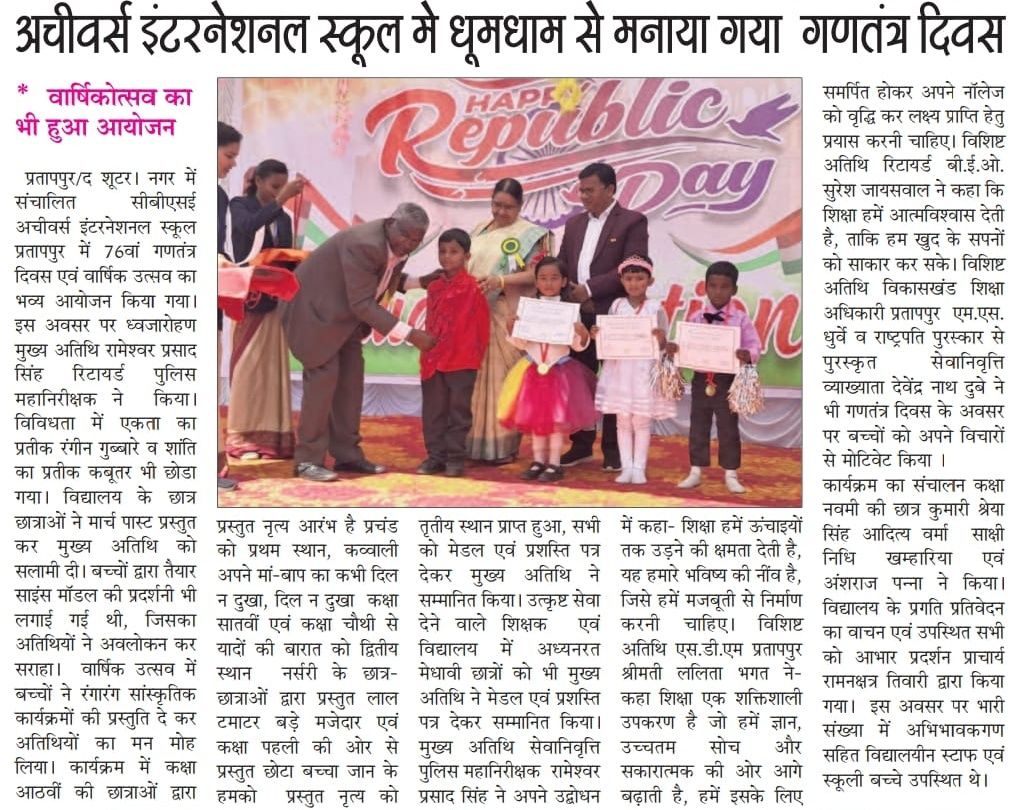 अचीवर्स इंटरनेशनल स्कूल मे धूमधाम से मनाया गया गणतंत्र दिवस
* वार्षिकोत्सव का
भी हुआ आयोजन
प्रतापपुर/द शूटर। नगर में
संचालित सीबीएसई
अचीवर्स इंटरनेशनल स्कूल
प्रतापपुर में 76वां गणतंत्र
दिवस एवं वार्षिक उत्सव का
भव्य आयोजन किया गया।
इस अवसर पर ध्वजारोहण
मुख्य अतिथि रामेश्वर प्रसाद
सिंह रिटायर्ड पुलिस
महानिरीक्षक ने किया।
विविधता में एकता का
प्रतीक रंगीन गुब्बारे व शांति
का प्रतीक कबूतर भी छोडा
गया। विद्यालय के छात्र
छात्राओं ने मार्च पास्ट प्रस्तुत
कर मुख्य अतिथि को
सलामी दी। बच्चों द्वारा तैयार
साइंस मॉडल की प्रदर्शनी भी
लगाई गई थी, जिसका
अतिथियों ने अवलोकन कर
सराहा। वार्षिक उत्सव में
बच्चों ने रंगारंग सांस्कृतिक
कार्यक्रमों की प्रस्तुति दे कर
अतिथियों का मन मोह
लिया। कार्यक्रम में कक्षा
आठवीं की छात्राओं द्वारा
HAPPY
Republic
Day
प्रस्तुत नृत्य आरंभ है प्रचंड
को प्रथम स्थान, कव्वाली
अपने मां-बाप का कभी दिल
न दुखा, दिल न दुखा कक्षा
सातवीं एवं कक्षा चौथी से
यादों की बारात को द्वितीय
स्थान नर्सरी के छात्र-
छात्राओं द्वारा प्रस्तुत लाल
टमाटर बड़े मजेदार एवं
कक्षा पहली की ओर से
प्रस्तुत छोटा बच्चा जान के
हमको प्रस्तुत नृत्य को
तृतीय स्थान प्राप्त हुआ, सभी
को मेडल एवं प्रशस्ति पत्र
देकर मुख्य अतिथि ने
सम्मानित किया। उत्कृष्ट सेवा
देने वाले शिक्षक एवं
विद्यालय में अध्यनरत
मेधावी छात्रों को भी मुख्य
अतिथि ने मेडल एवं प्रशस्ति
पत्र देकर सम्मानित किया।
मुख्य अतिथि सेवानिवृत्ति
पुलिस महानिरीक्षक रामेश्वर
प्रसाद सिंह ने अपने उद्बोधन
में कहा- शिक्षा हमें ऊंचाइयों
तक उड़ने की क्षमता देती है,
यह हमारे भविष्य की नींव है,
जिसे हमें मजबूती से निर्माण
करनी चाहिए। विशिष्ट
अतिथि एस.डी.एम प्रतापपुर
श्रीमती ललिता भगत ने-
कहा शिक्षा एक शक्तिशाली
उपकरण है जो हमें ज्ञान,
उच्चतम सोच और
सकारात्मक की ओर आगे
बढ़ाती है, हमें इसके लिए
समर्पित होकर अपने नॉलेज
को वृद्धि कर लक्ष्य प्राप्ति हेतु
प्रयास करनी चाहिए। विशिष्ट
अतिथि रिटायर्ड बी.ई.ओ.
सुरेश जायसवाल ने कहा कि
शिक्षा हमें आत्मविश्वास देती
है, ताकि हम खुद के सपनों
को साकार कर सके। विशिष्ट
अतिथि विकासखंड शिक्षा
अधिकारी प्रतापपुर एम.एस.
धुर्वे व राष्ट्रपति पुरस्कार से
पुरस्कृत सेवानिवृत्ति
व्याख्याता देवेंद्र नाथ दुबे ने
भी गणतंत्र दिवस के अवसर
पर बच्चों को अपने विचारों
से मोटिवेट किया ।
कार्यक्रम का संचालन कक्षा
नवमी की छात्र कुमारी श्रेया
सिंह आदित्य वर्मा साक्षी
निधि खम्हारिया एवं
अंशराज पन्ना ने किया।
विद्यालय के प्रगति प्रतिवेदन
का वाचन एवं उपस्थित सभी
को आभार प्रदर्शन प्राचार्य
रामनक्षत्र तिवारी द्वारा किया
गया। इस अवसर पर भारी
संख्या में अभिभावकगण
सहित विद्यालयीन स्टाफ एवं
स्कूली बच्चे उपस्थित थे।